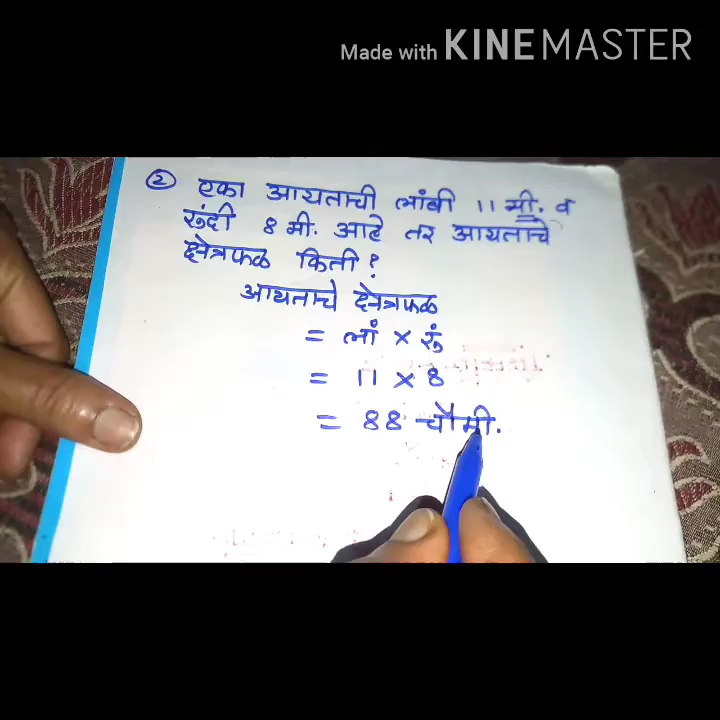 Made with KINEMASTER
② एका आयताची लांबी 11 मी. व
रुंदी 8 मी. आहे तर आयताचे
क्षेत्रफळ किती ?
आयताचे क्षेत्रफळ
= लां × रुं
= 11 × 8
= 88 चौमी.